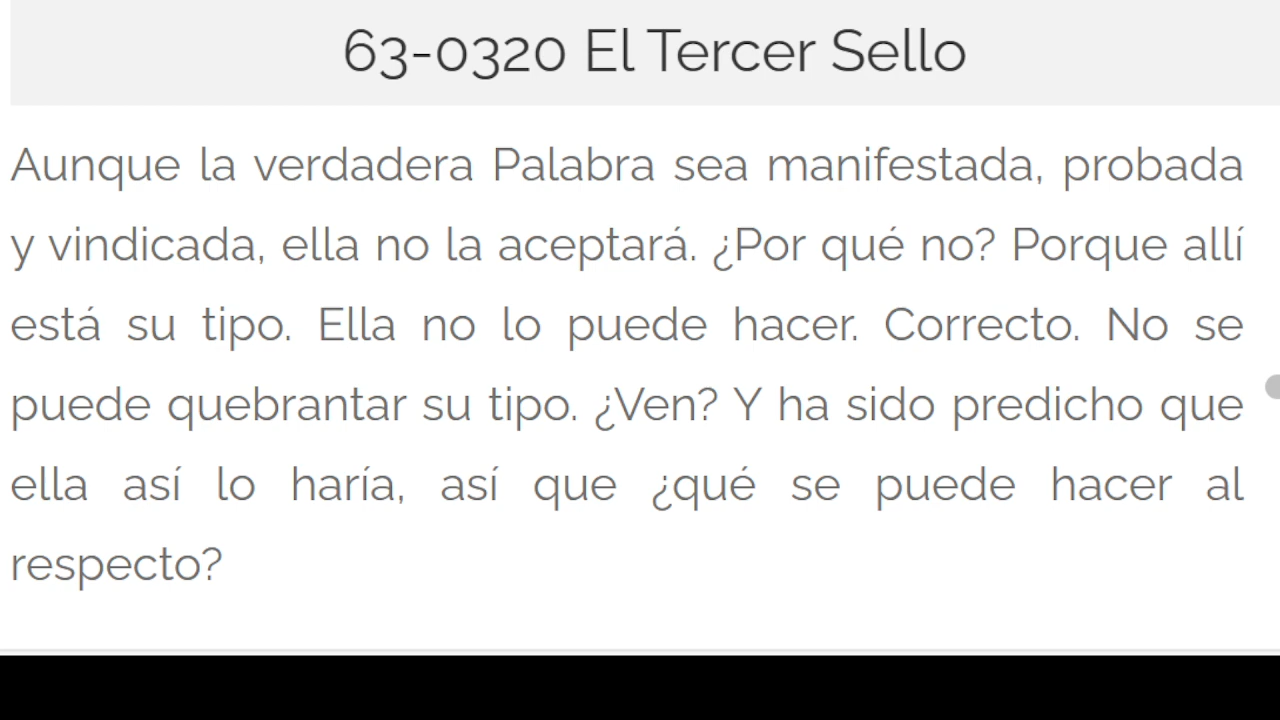 63-0320 El Tercer Sello
Aunque la verdadera Palabra sea manifestada, probada
y vindicada, ella no la aceptará. ¿Por qué no? Porque allí
está su tipo. Ella no lo puede hacer. Correcto. No se
puede quebrantar su tipo. ¿Ven? Y ha sido predicho que
ella así lo haría, así que ¿qué se puede hacer al
respecto?